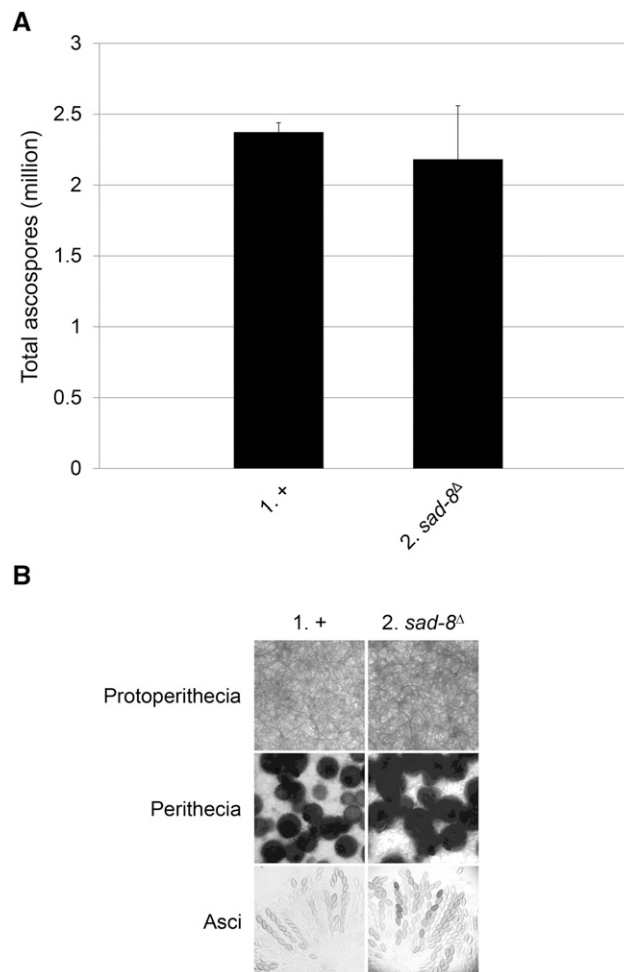 A
Total ascospores (million)
3
2.5
2
1.5
1
0.5
0
1. +
2. sad-8Δ
B
1. +
2. sad-8Δ
Protoperithecia
Perithecia
Asci